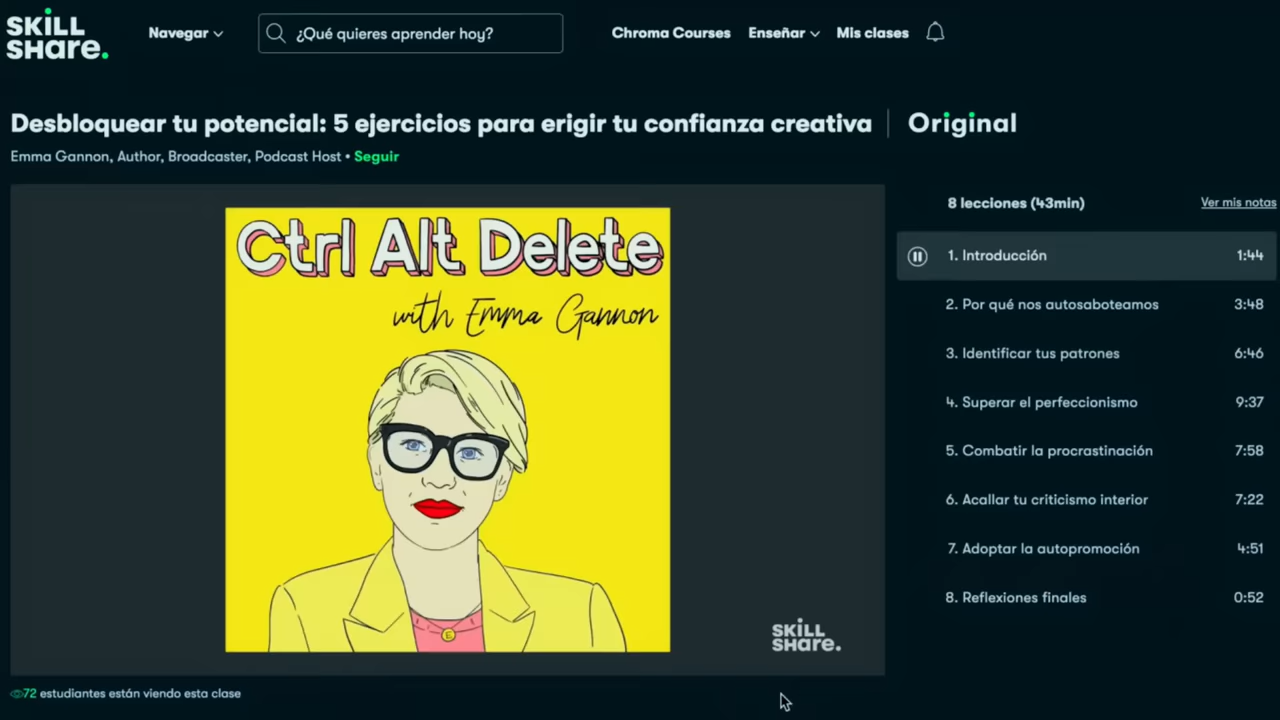 SKILL
SHare.
Navegar
¿Qué quieres aprender hoy?
Chroma Courses
Enseñar
Mis clases
Desbloquear tu potencial: 5 ejercicios para erigir tu confianza creativa
Original
Emma Gannon, Author, Broadcaster, Podcast Host • Seguir
Ctrl Alt Delete
with Emma Gannon
E
SKILL
SHare.
8 lecciones (43min)
Ver mis notas
1. Introducción 1:44
2. Por qué nos autosaboteamos 3:48
3. Identificar tus patrones 6:46
4. Superar el perfeccionismo 9:37
5. Combatir la procrastinación 7:58
6. Acallar tu criticismo interior 7:22
7. Adoptar la autopromoción 4:51
8. Reflexiones finales 0:52
72 estudiantes están viendo esta clase